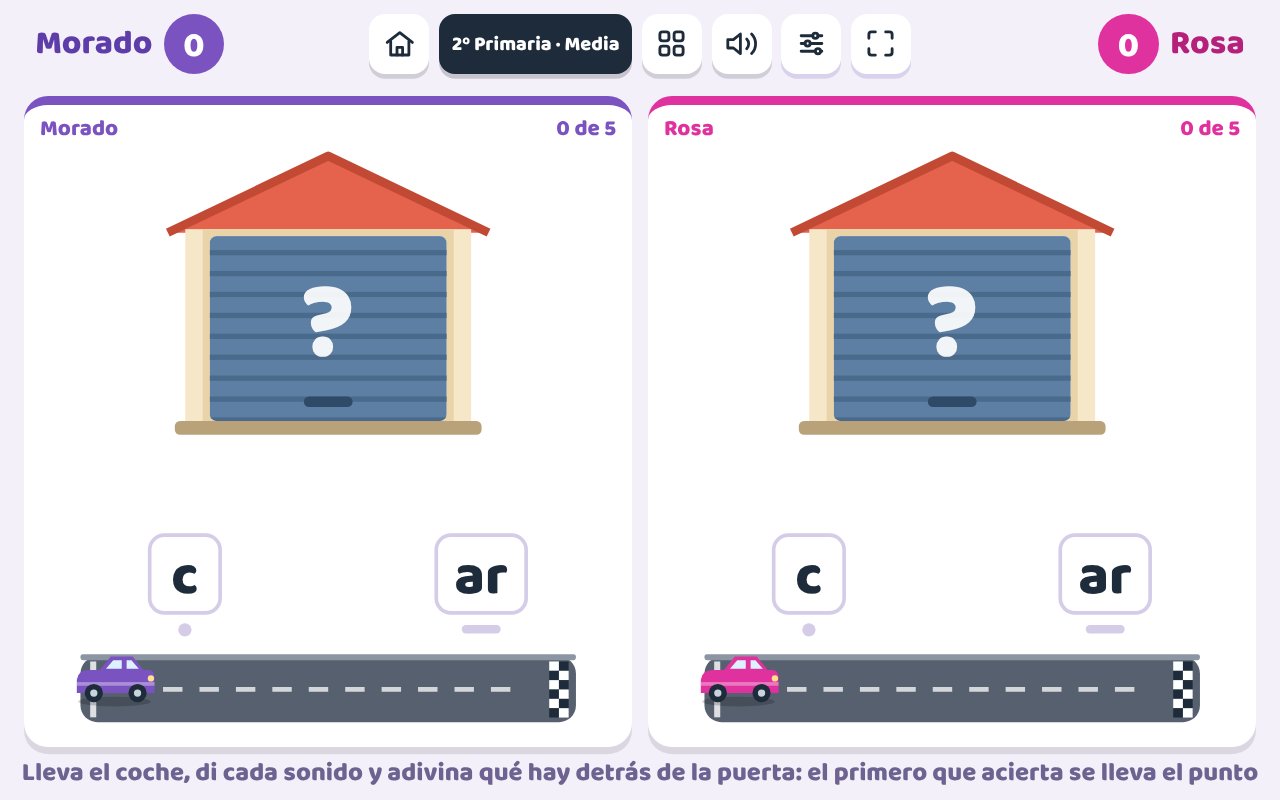 Morado 0
2º Primaria · Media
0 Rosa
Morado 0 de 5
Rosa 0 de 5
?
?
c ar
c ar
Lleva el coche, di cada sonido y adivina qué hay detrás de la puerta: el primero que acierta se lleva el punto